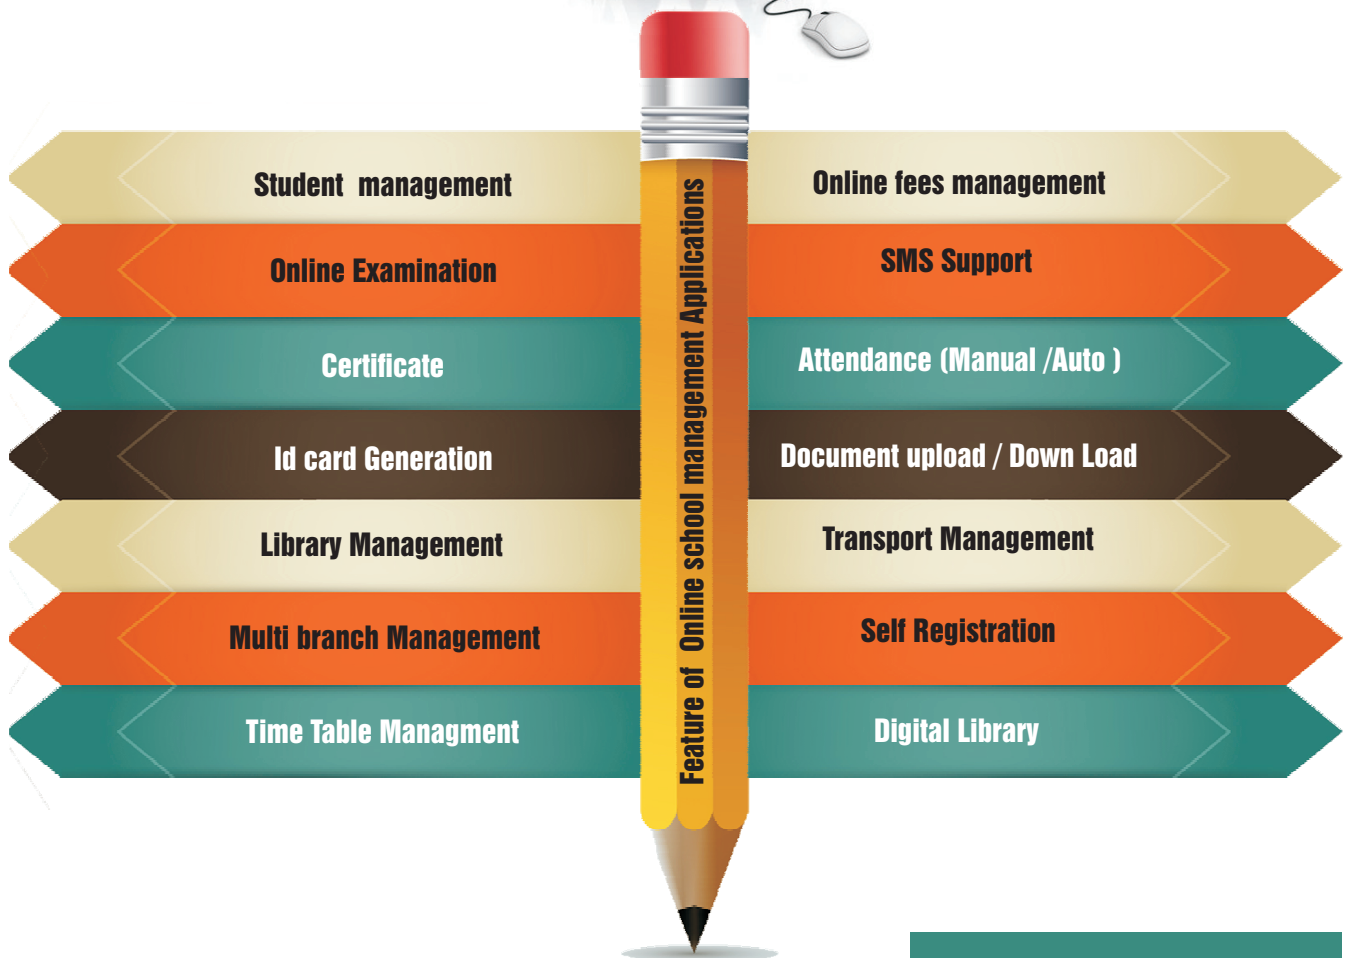 Student  management
Online fees management
Online Examination
SMS Support
Certificate
Attendance (Manual /Auto )
Id card Generation
Document upload / Down Load
Library Management
Transport Management
Multi branch Management
Self Registration
Time Table Managment
Digital Library
Feature of  Online school management Applications